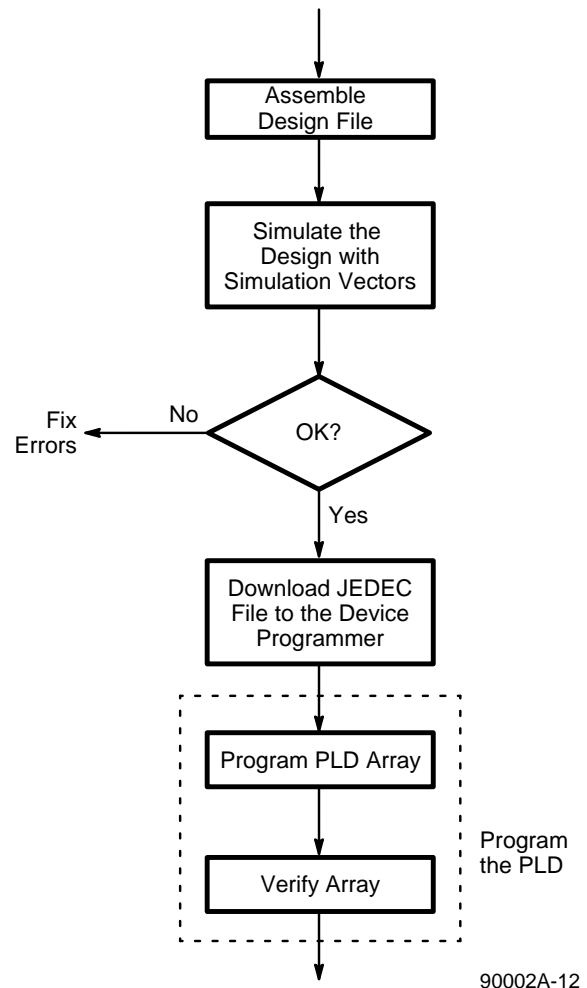 Assemble
Design File
Simulate the
Design with
Simulation Vectors
OK?
No
Fix
Errors
Yes
Download JEDEC
File to the Device
Programmer
Program PLD Array
Verify Array
Program
the PLD
90002A-12